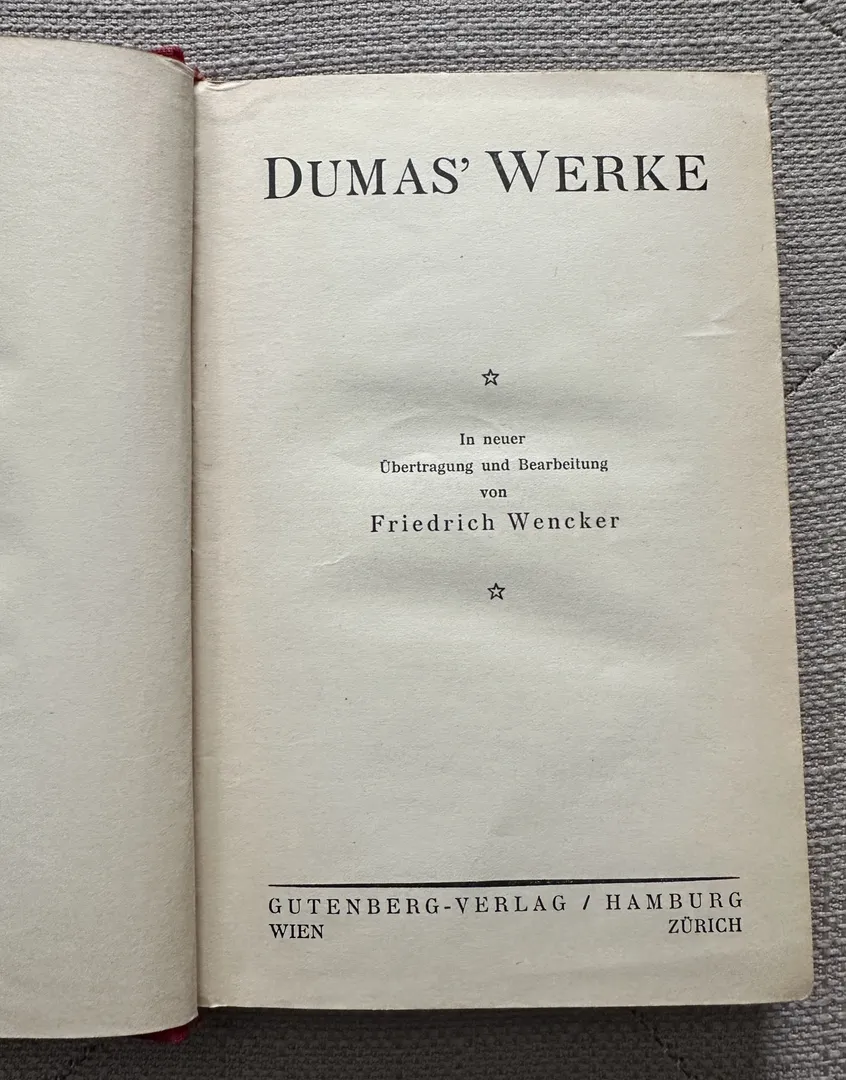 DUMAS’ WERKE
In neuer
Übertragung und Bearbeitung
von
Friedrich Wencker
GUTENBERG-VERLAG / HAMBURG
WIEN ZÜRICH